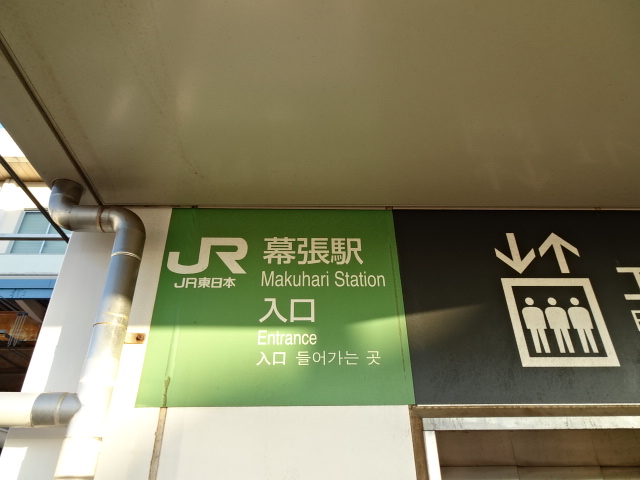 JR
JR東日本
幕張駅
Makuhari Station
入口
Entrance
入口 들어가는 곳